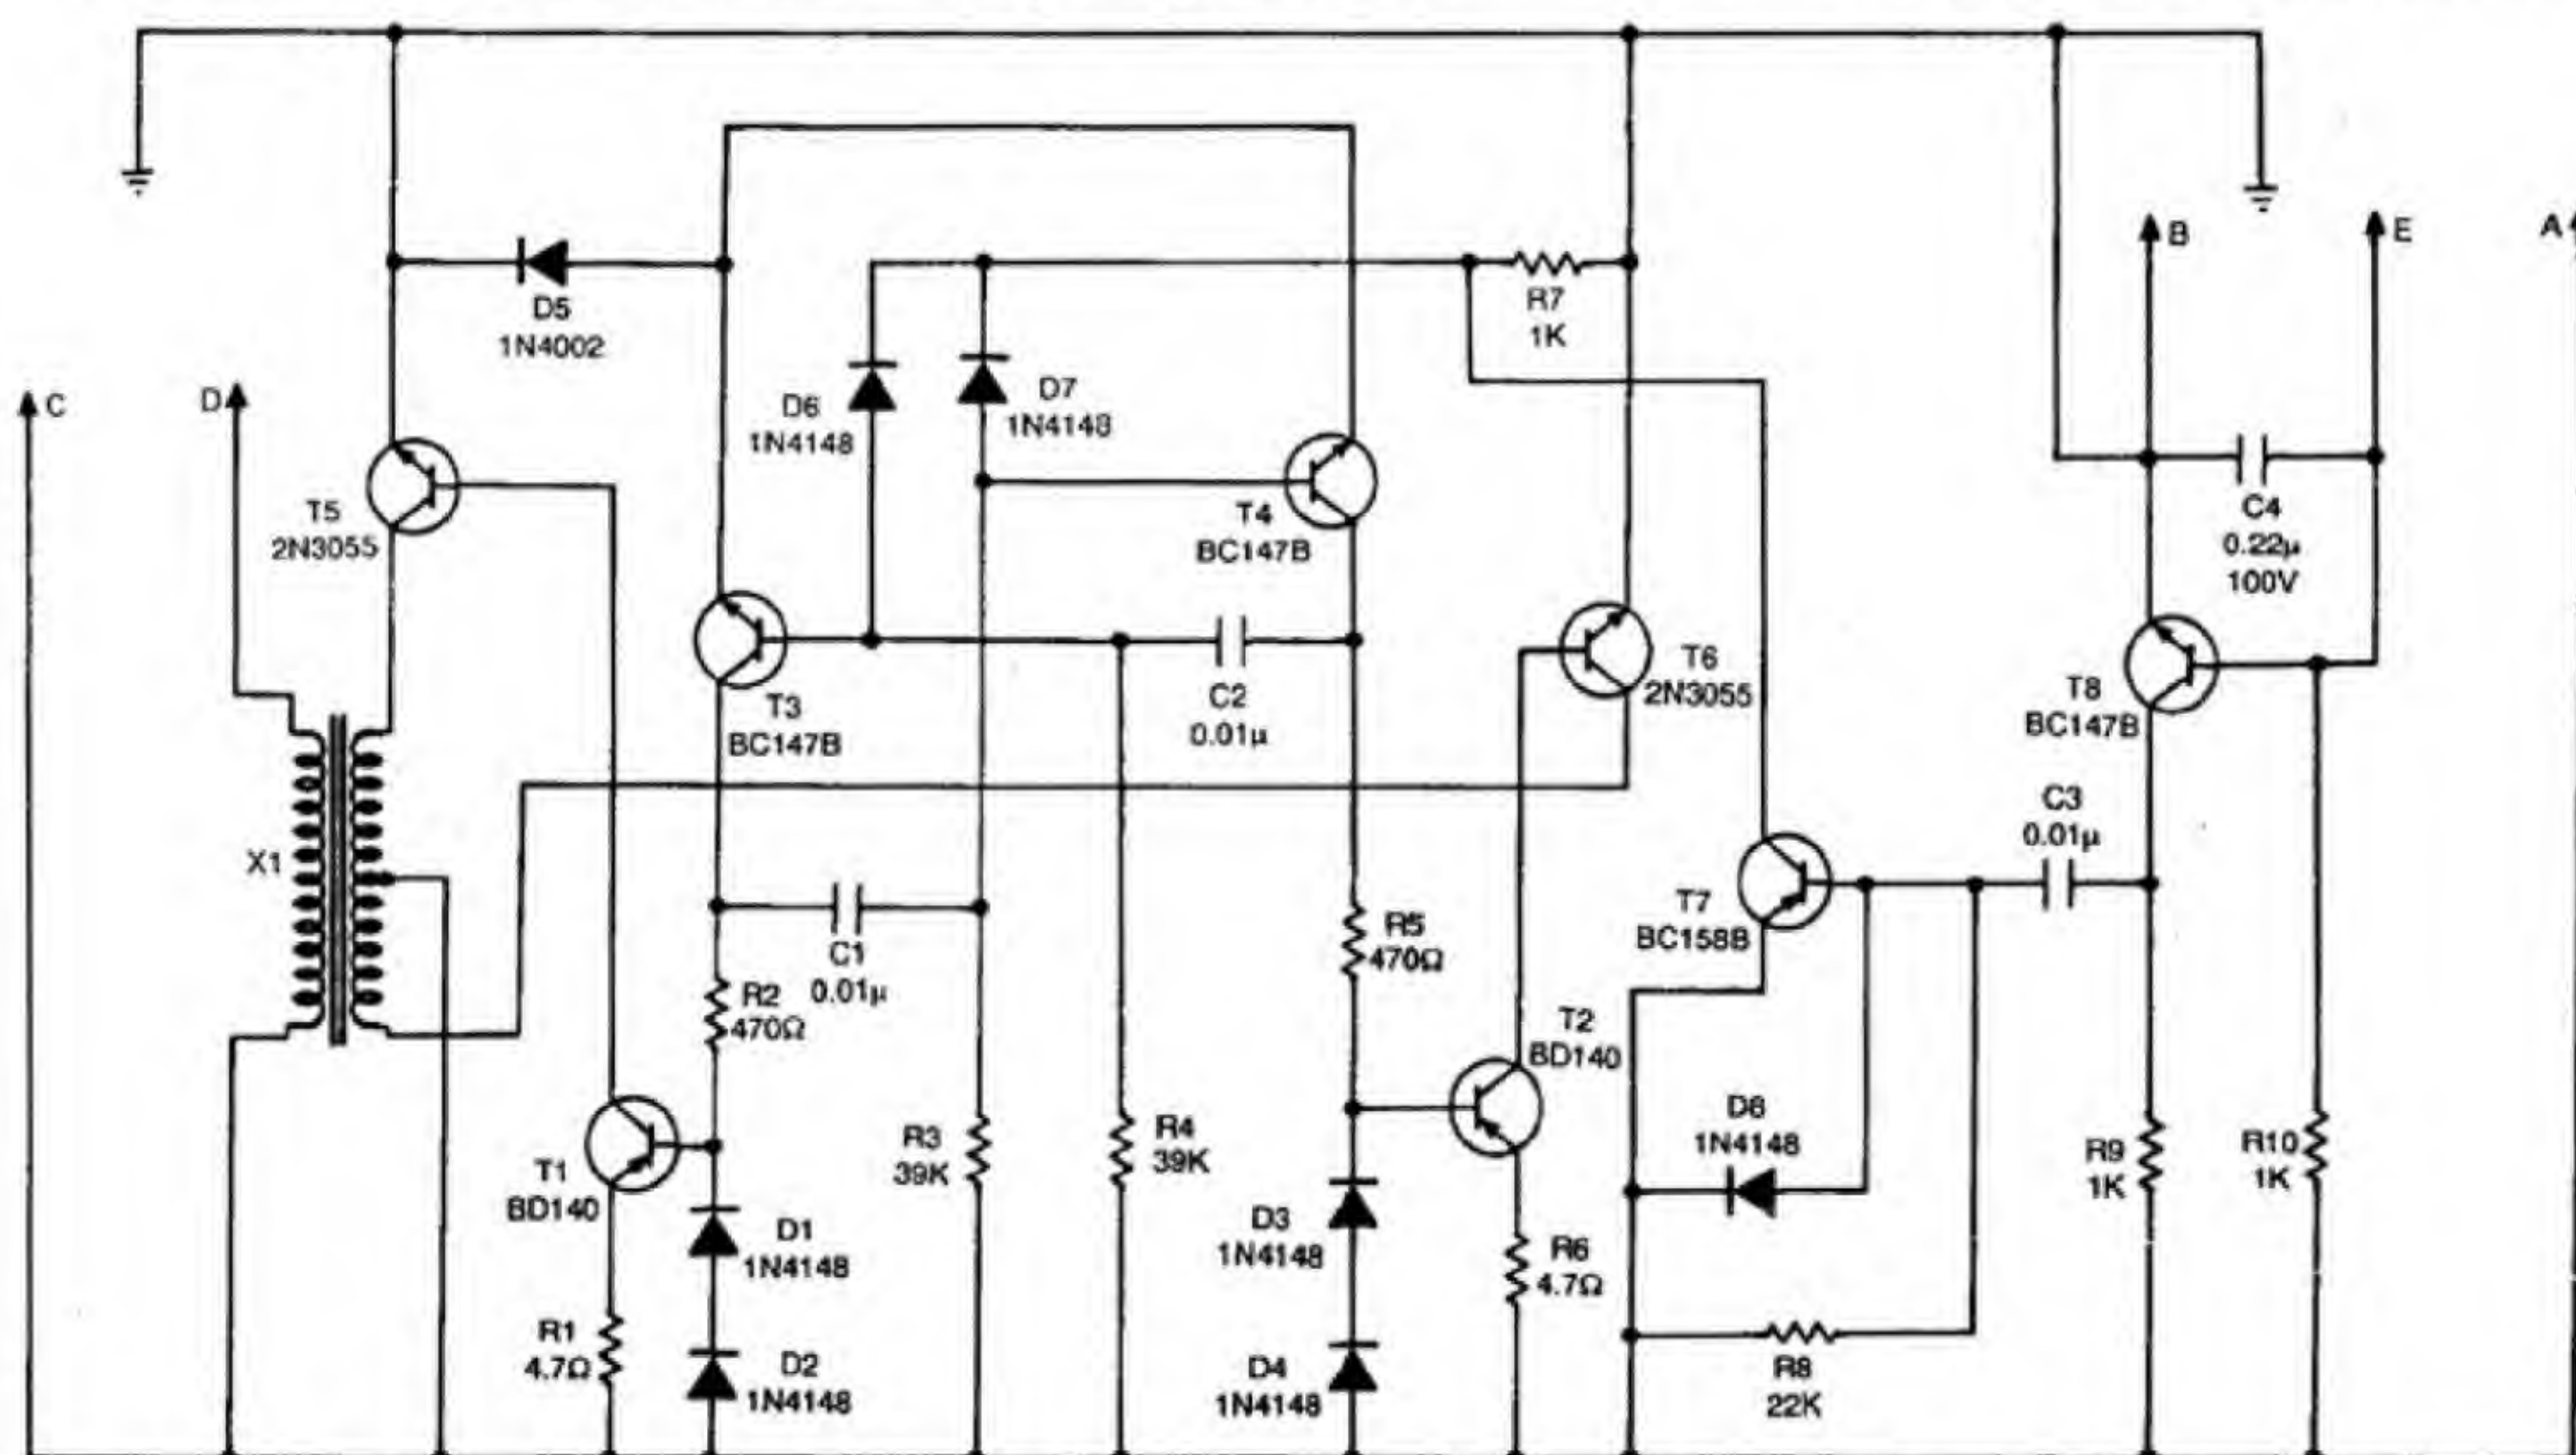 D5
1N4002
R7
1K
B
E
A
C
D
D6
1N4148
D7
1N4148
T5
2N3055
T4
BC147B
C4
0.22µ
100V
T3
BC147B
C2
0.01µ
T6
2N3055
T8
BC147B
X1
C3
0.01µ
T7
BC158B
C1
0.01µ
R2
470Ω
R5
470Ω
T2
BD140
T1
BD140
R3
39K
R4
39K
D8
1N4148
R9
1K
R10
1K
D1
1N4148
D3
1N4148
R6
4.7Ω
R1
4.7Ω
D2
1N4148
D4
1N4148
R8
22K